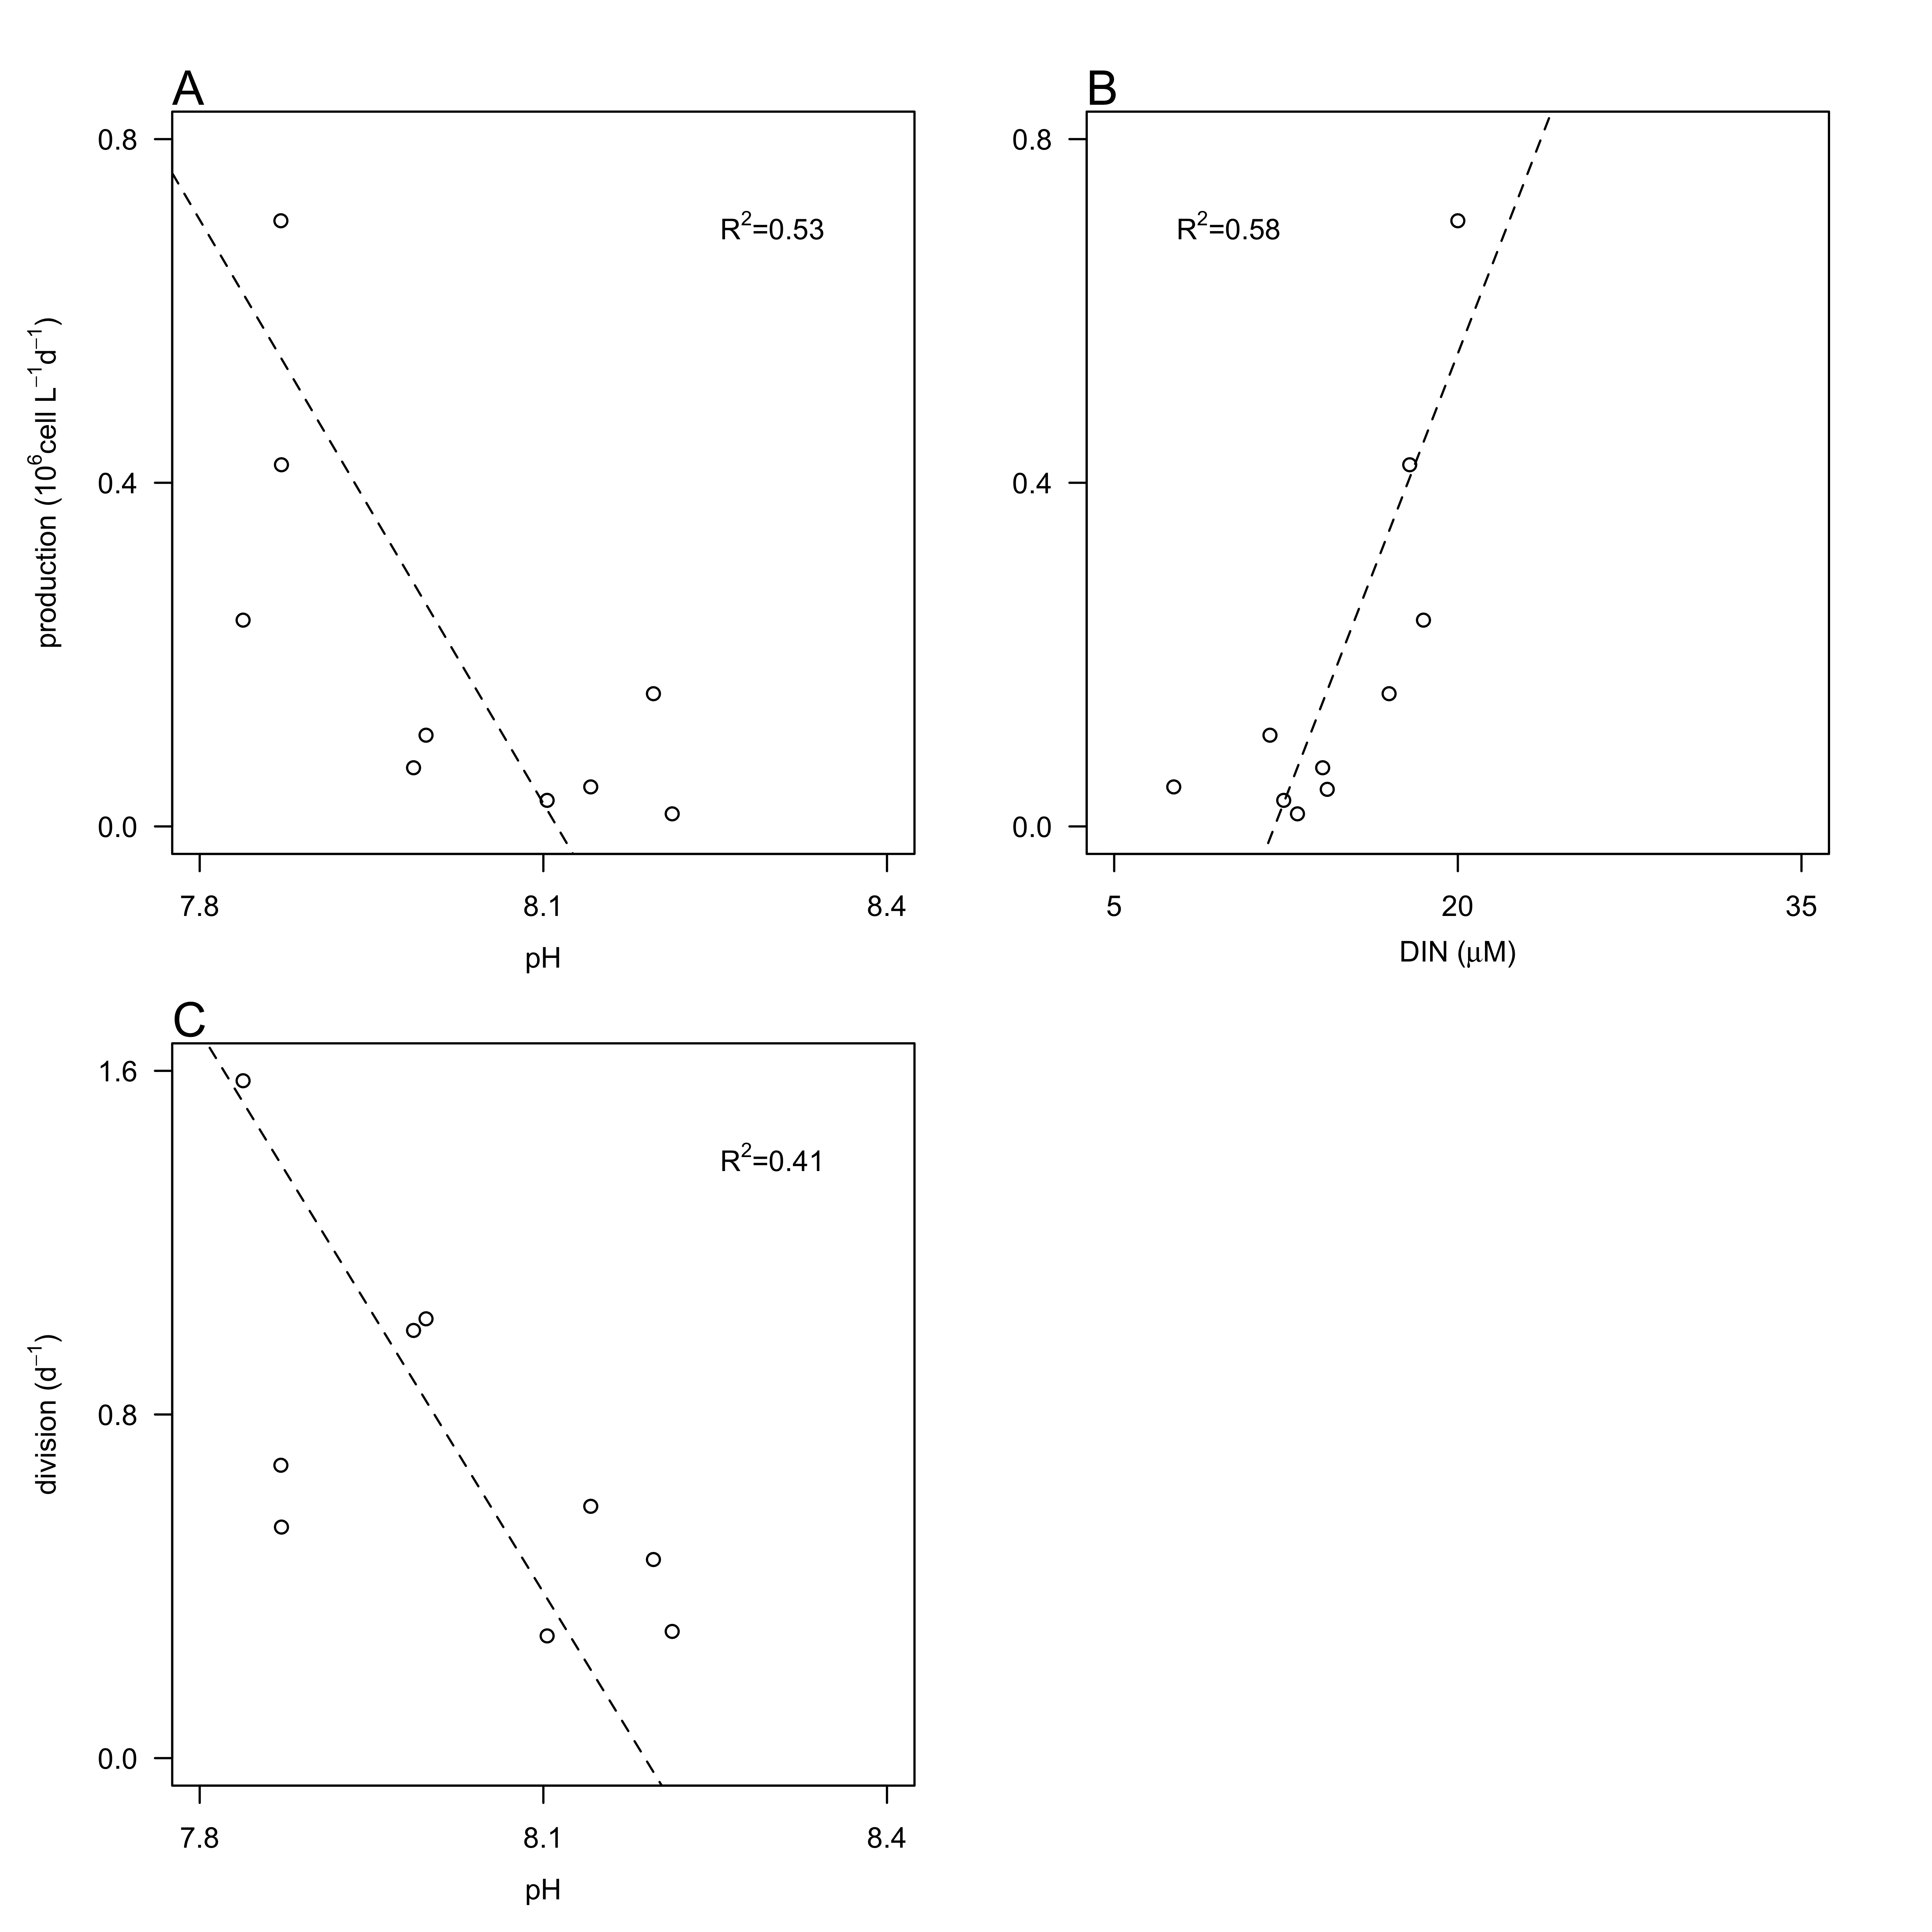 A
0.8
0.4
0.0
production (10⁶cell L⁻¹d⁻¹)
R²=0.53
7.8 8.1 8.4
pH
B
0.8
0.4
0.0
R²=0.58
5 20 35
DIN (μM)
C
1.6
0.8
0.0
division (d⁻¹)
R²=0.41
7.8 8.1 8.4
pH